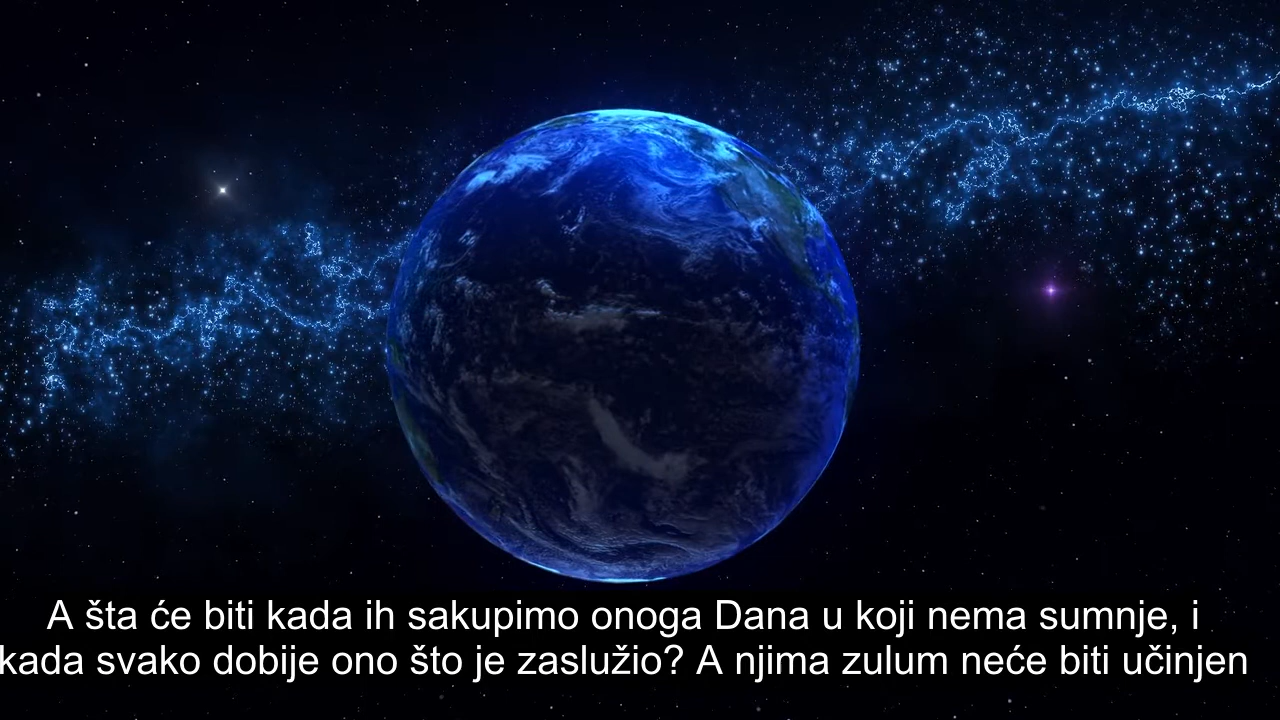 A šta će biti kada ih sakupimo onoga Dana u koji nema sumnje, i
kada svako dobije ono što je zaslužio? A njima zulum neće biti učinjen